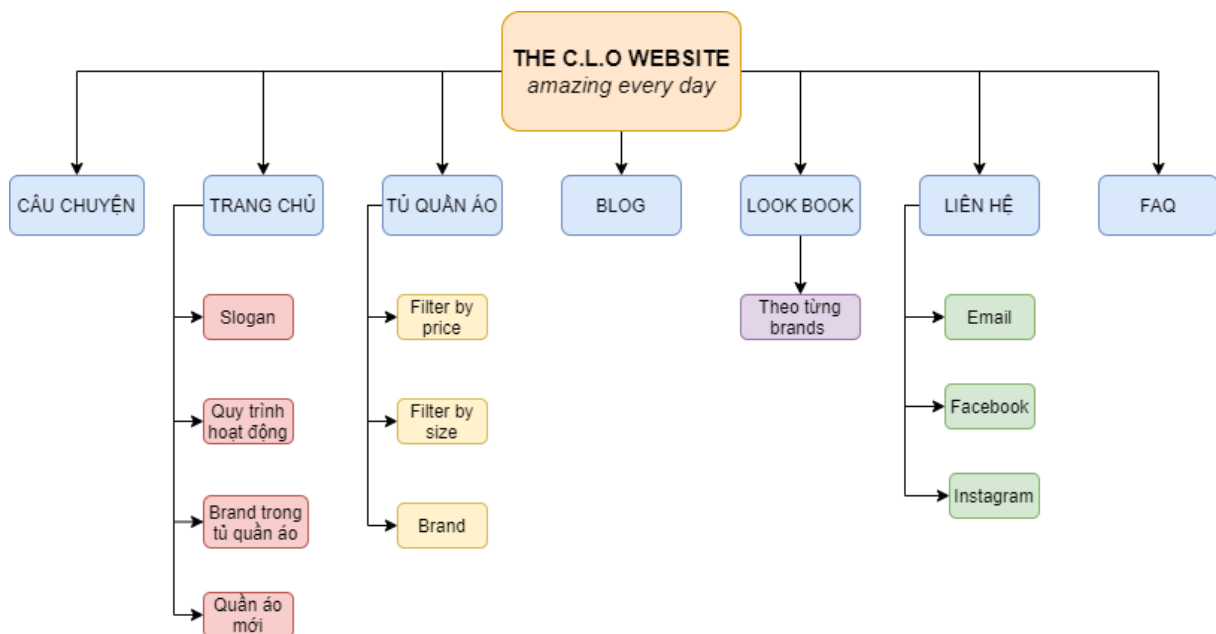 THE C.L.O WEBSITE
amazing every day
CÂU CHUYỆN
TRANG CHỦ
TỦ QUẦN ÁO
BLOG
LOOK BOOK
LIÊN HỆ
FAQ
Slogan
Quy trình
hoạt động
Brand trong
tủ quần áo
Quần áo
mới
Filter by
price
Filter by
size
Brand
Theo từng
brands
Email
Facebook
Instagram